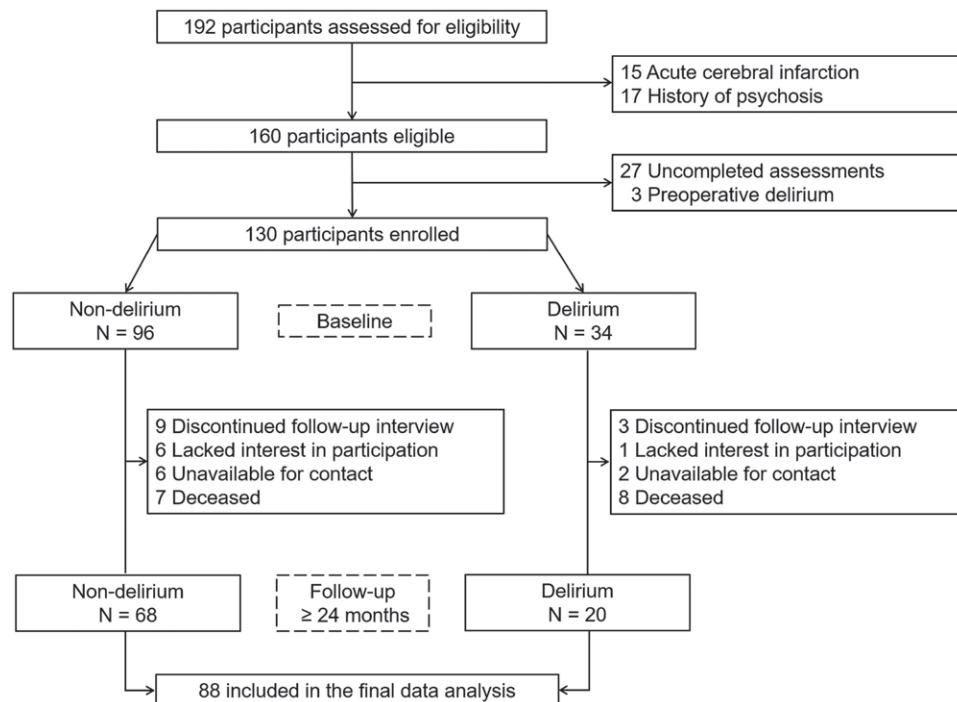 192 participants assessed for eligibility
15 Acute cerebral infarction
17 History of psychosis
160 participants eligible
27 Uncompleted assessments
3 Preoperative delirium
130 participants enrolled
Non-delirium
N = 96
Baseline
Delirium
N = 34
9 Discontinued follow-up interview
6 Lacked interest in participation
6 Unavailable for contact
7 Deceased
3 Discontinued follow-up interview
1 Lacked interest in participation
2 Unavailable for contact
8 Deceased
Non-delirium
N = 68
Follow-up
≥ 24 months
Delirium
N = 20
88 included in the final data analysis